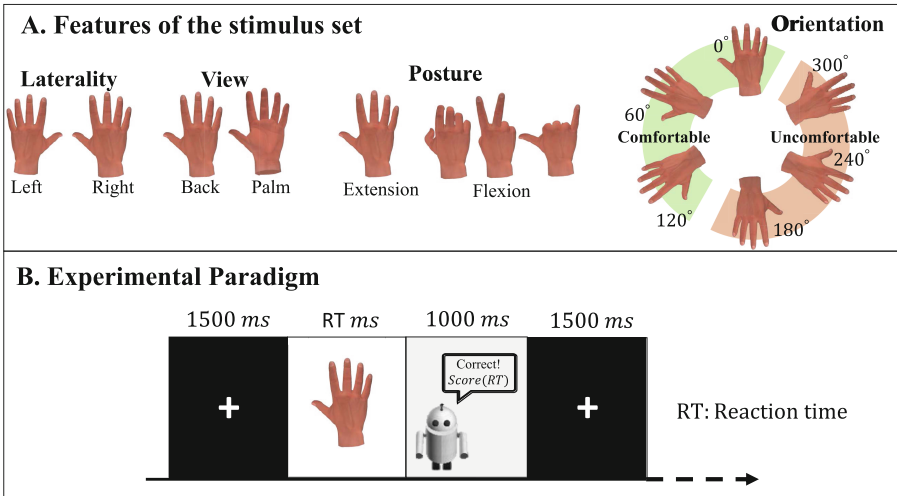 A. Features of the stimulus set
Laterality
View
Posture
Orientation
Left
Right
Back
Palm
Extension
Flexion
0°
60°
120°
180°
240°
300°
Comfortable
Uncomfortable
B. Experimental Paradigm
1500 ms
RT ms
1000 ms
1500 ms
Correct!
Score(RT)
RT: Reaction time